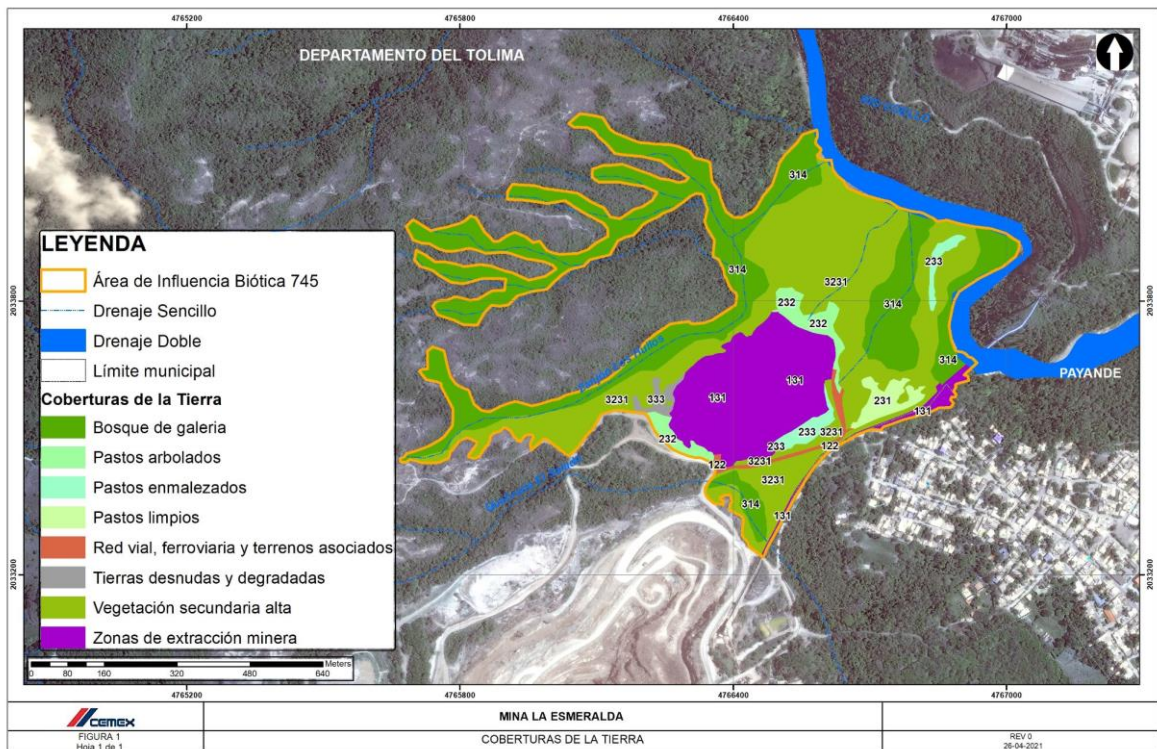 4765200 4765800 4766400 4767000
DEPARTAMENTO DEL TOLIMA
314
233
314
3231
314
232
232
314
PAYANDE
131
131
231
131
3231 333
232
233 3231
233 122
122 3231
3231
314
131
2033800
2033800
2033200
2033200
LEYENDA
Área de Influencia Biótica 745
Drenaje Sencillo
Drenaje Doble
Límite municipal
Coberturas de la Tierra
Bosque de galeria
Pastos arbolados
Pastos enmalezados
Pastos limpios
Red vial, ferroviaria y terrenos asociados
Tierras desnudas y degradadas
Vegetación secundaria alta
Zonas de extracción minera
Meters
0 80 160 320 480 640
4765200 4765800 4766400 4767000
CEMEX
FIGURA 1
Hoja 1 de 1
MINA LA ESMERALDA
COBERTURAS DE LA TIERRA
REV 0
26-04-2021